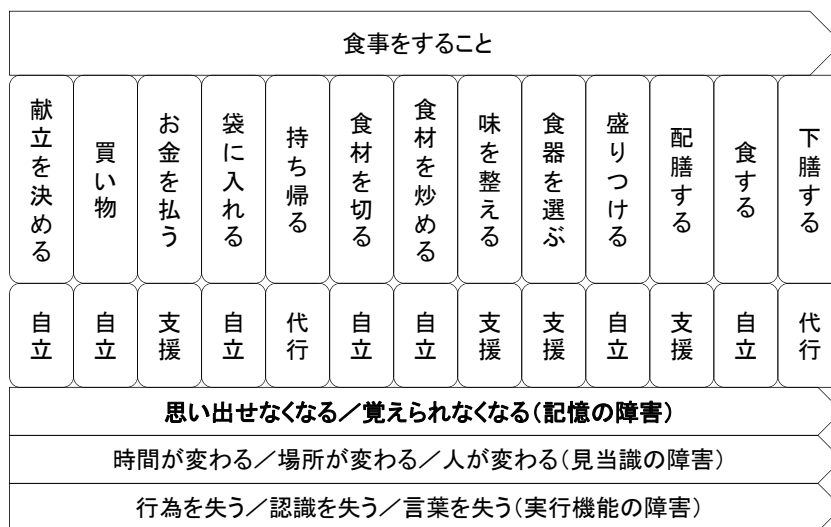 食事をすること
献立を決める
買い物
お金を払う
袋に入れる
持ち帰る
食材を切る
食材を炒める
味を整える
食器を選ぶ
盛りつける
配膳する
食する
下膳する
自立
自立
支援
自立
代行
自立
自立
支援
支援
自立
支援
自立
代行
思い出せなくなる／覚えられなくなる（記憶の障害）
時間が変わる／場所が変わる／人が変わる（見当識の障害）
行為を失う／認識を失う／言葉を失う（実行機能の障害）